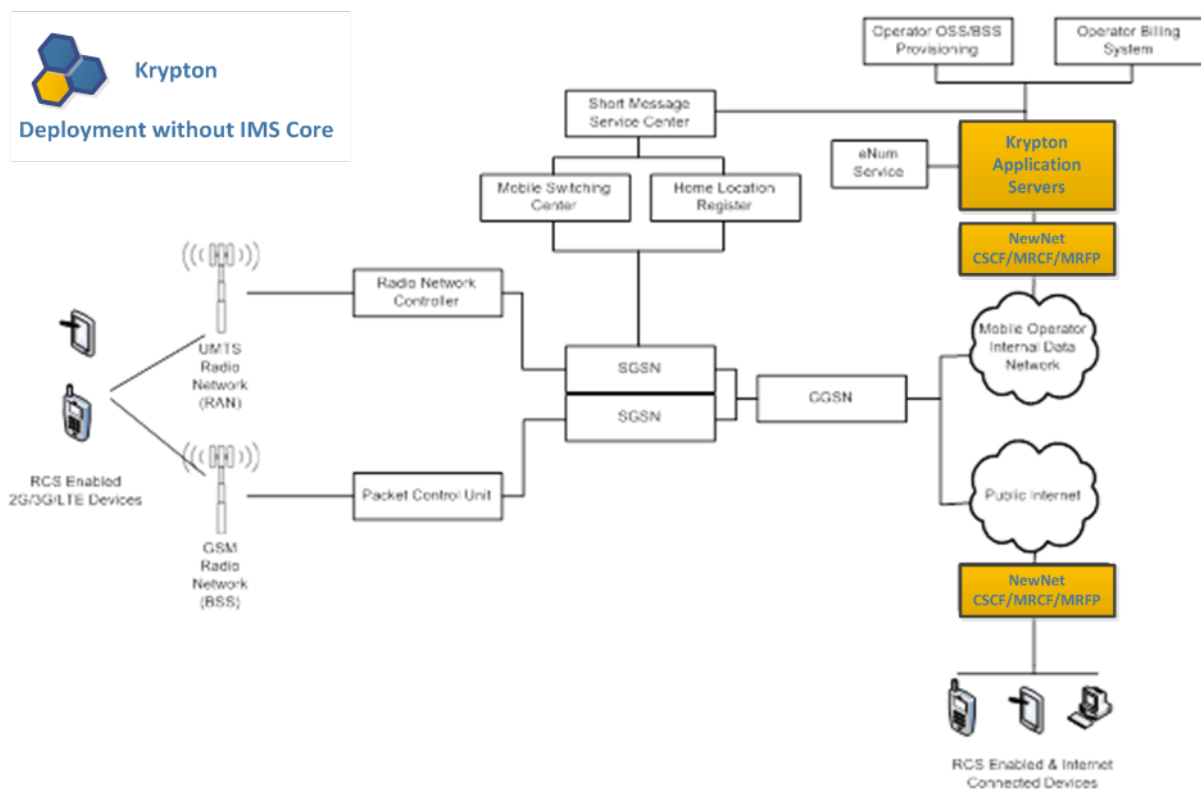 Krypton
Deployment without IMS Core
Operator OSS/BSS
Provisioning
Operator Billing
System
Short Message
Service Center
Krypton
Application
Servers
eNum
Service
Mobile Switching
Center
Home Location
Register
NewNet
CSCF/MRCF/MRFP
Radio Network
Controller
Mobile Operator
Internal Data
Network
UMTS
Radio
Network
(RAN)
SGSN
SGSN
GGSN
RCS Enabled
2G/3G/LTE Devices
Packet Control Unit
Public Internet
GSM
Radio
Network
(BSS)
NewNet
CSCF/MRCF/MRFP
RCS Enabled & Internet
Connected Devices